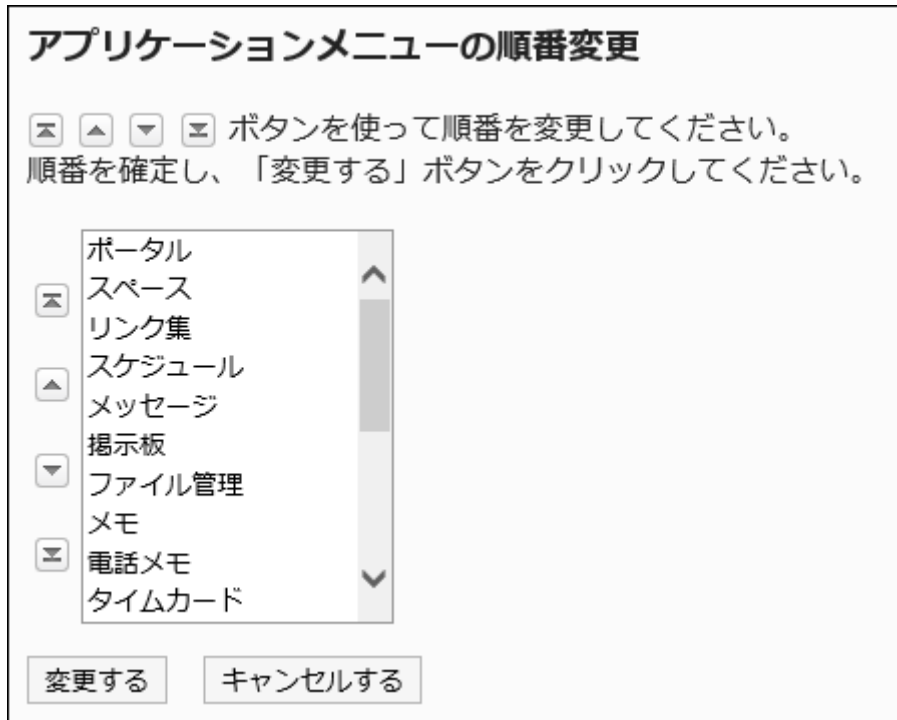 アプリケーションメニューの順番変更
ボタンを使って順番を変更してください。
順番を確定し、「変更する」ボタンをクリックしてください。
ポータル
スペース
リンク集
スケジュール
メッセージ
掲示板
ファイル管理
メモ
電話メモ
タイムカード
変更する キャンセルする